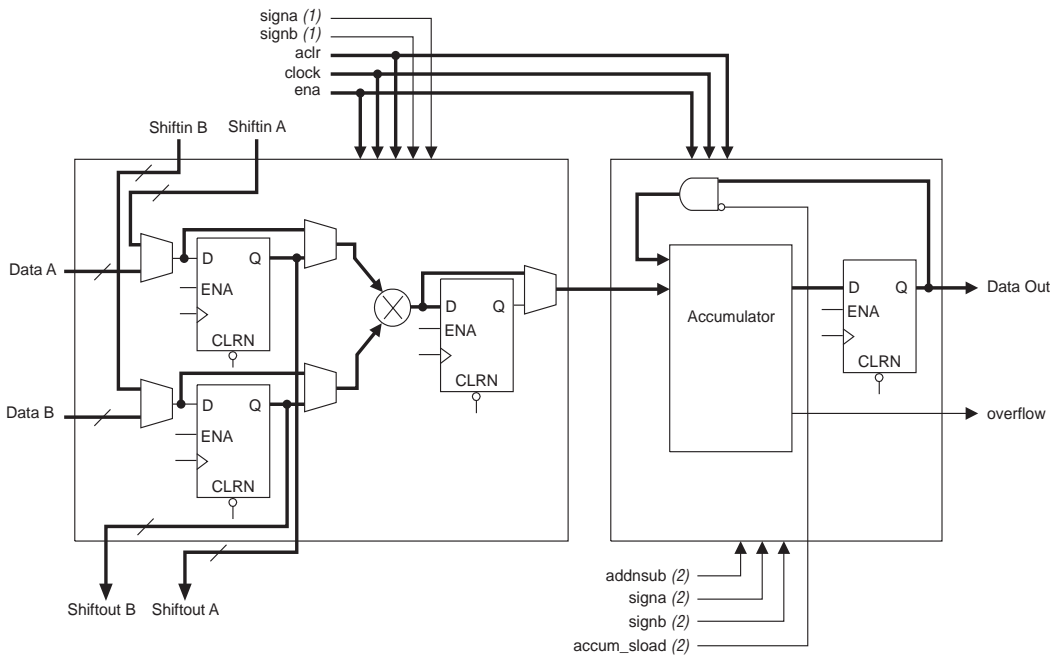 signa (1)
signb (1)
aclr
clock
ena
Shiftin B
Shiftin A
Data A
D Q
ENA
CLRN
Data B
D Q
ENA
CLRN
D Q
ENA
CLRN
Accumulator
D Q
ENA
CLRN
Data Out
overflow
Shiftout B
Shiftout A
addnsub (2)
signa (2)
signb (2)
accum_sload (2)